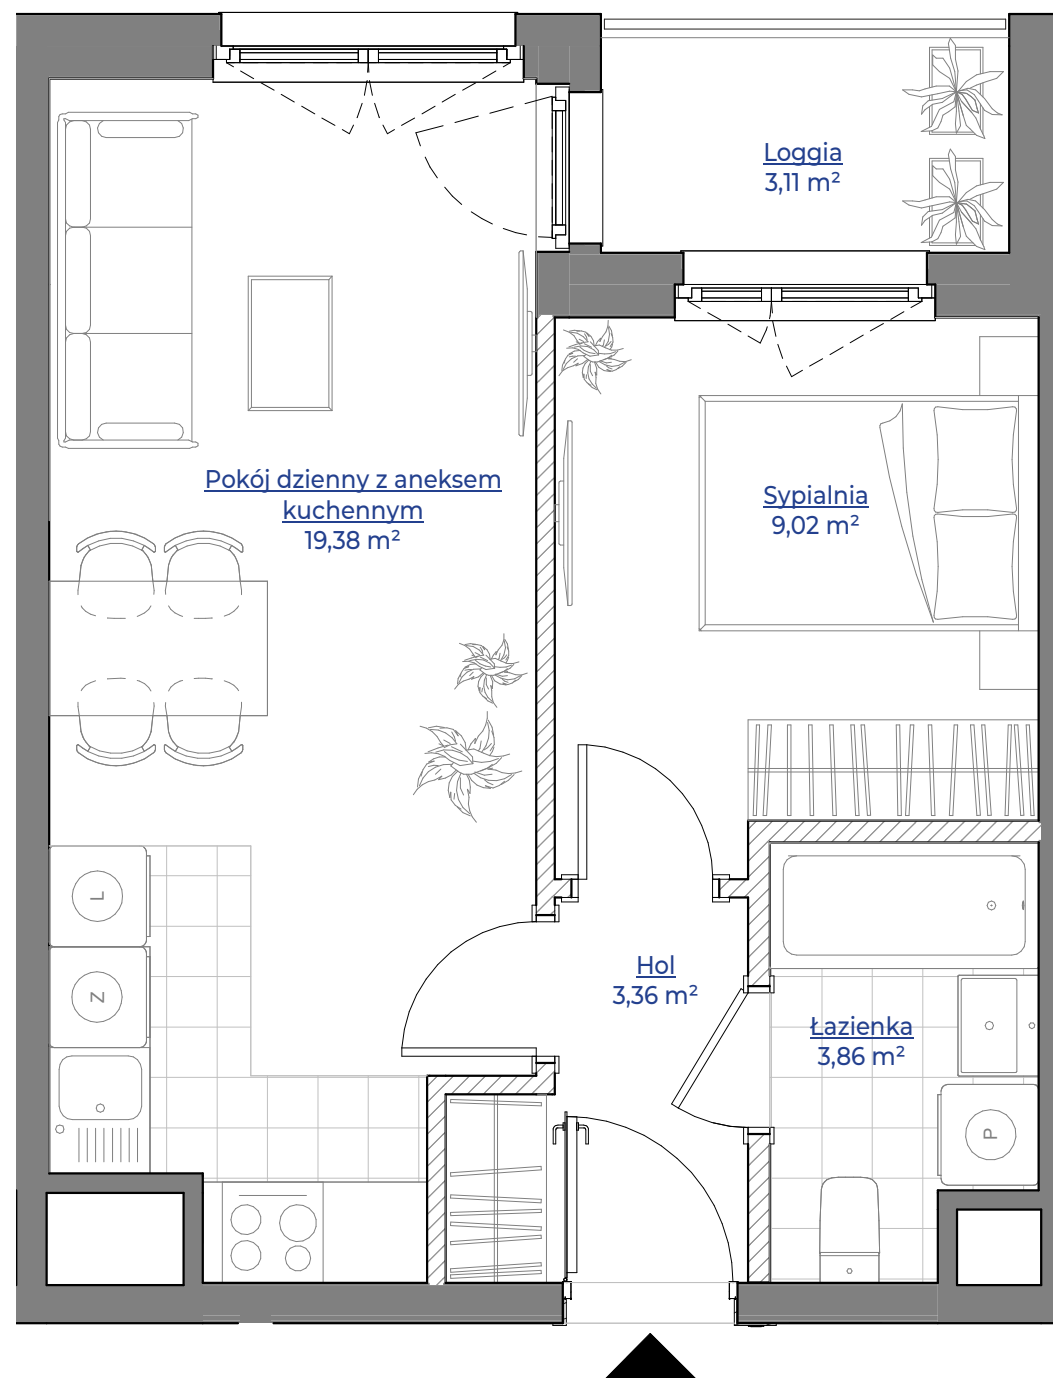 Loggia
3,11 m²
Pokój dzienny z aneksem
kuchennym
19,38 m²
Sypialnia
9,02 m²
L
Z
Hol
3,36 m²
Łazienka
3,86 m²
P